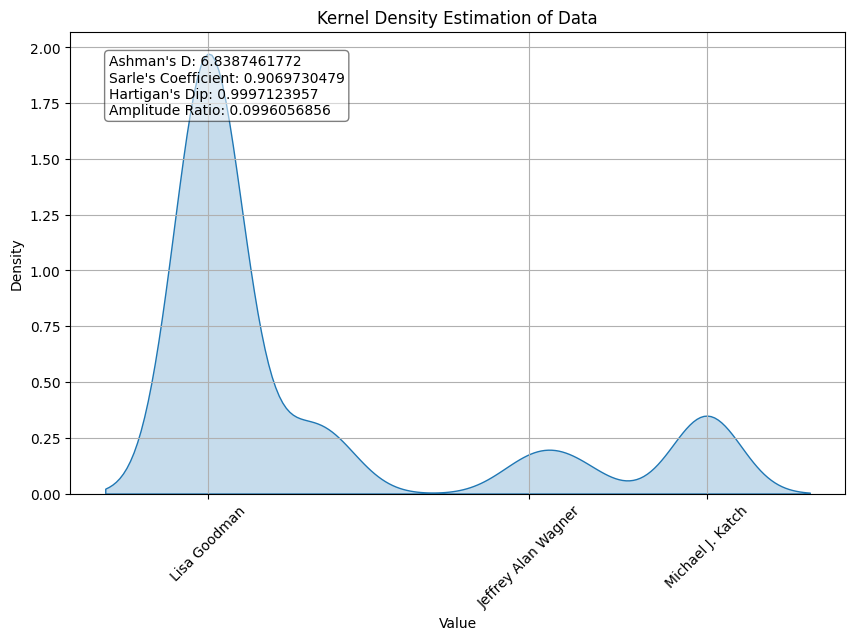 Kernel Density Estimation of Data
Ashman's D: 6.8387461772
Sarle's Coefficient: 0.9069730479
Hartigan's Dip: 0.9997123957
Amplitude Ratio: 0.0996056856
2.00
1.75
1.50
1.25
1.00
0.75
0.50
0.25
0.00
Density
Lisa Goodman
Jeffrey Alan Wagner
Michael J. Katch
Value